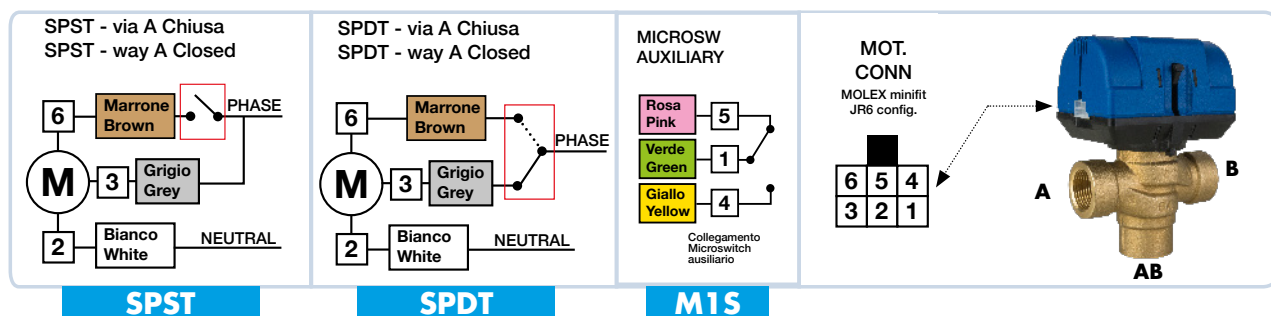 SPST - via A Chiusa
SPST - way A Closed
6
Marrone
Brown
PHASE
M
3
Grigio
Grey
2
Bianco
White
NEUTRAL
SPST
SPDT - via A Chiusa
SPDT - way A Closed
6
Marrone
Brown
PHASE
M
3
Grigio
Grey
2
Bianco
White
NEUTRAL
SPDT
MICROSW
AUXILIARY
Rosa
Pink
5
Verde
Green
1
Giallo
Yellow
4
Collegamento
Microswitch
ausiliario
M1S
MOT.
CONN
MOLEX minifit
JR6 config.
6 5 4
3 2 1
A
B
AB